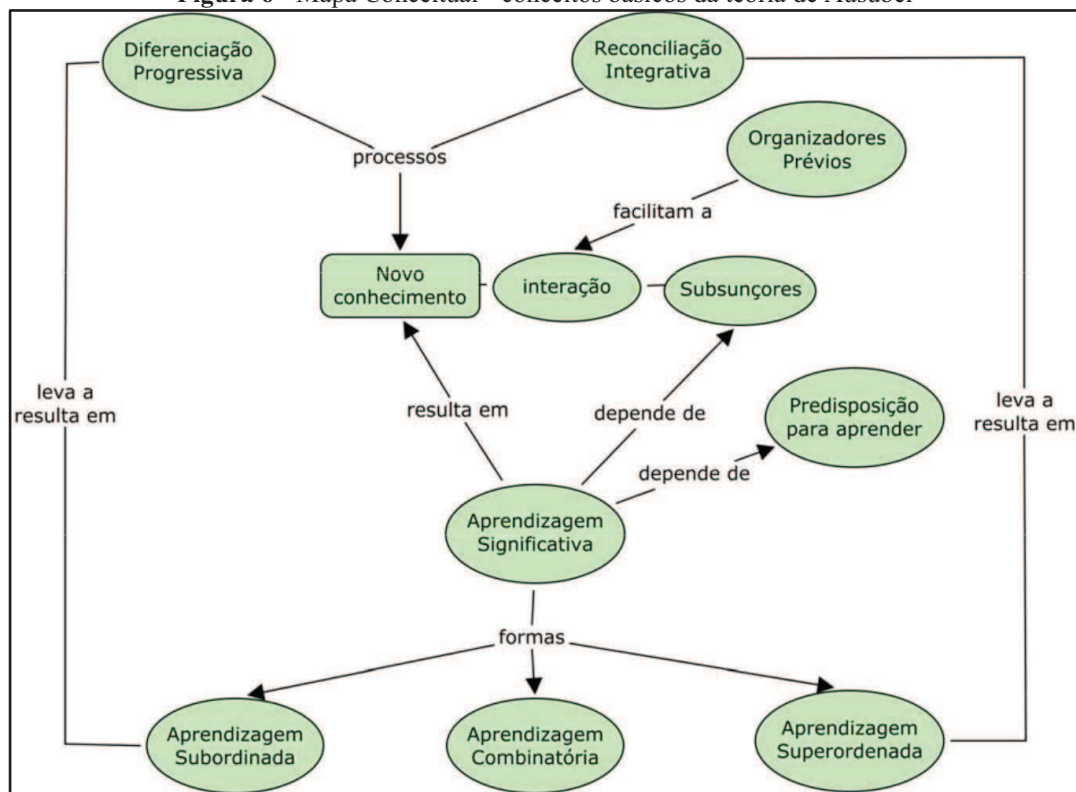 Figura 6 - Mapa Conceitual - conceitos básicos da teoria de Ausubel
Diferenciação
Progressiva
Reconciliação
Integrativa
processos
Organizadores
Prévios
facilitam a
Novo
conhecimento
interação
Subsunçores
leva a
resulta em
resulta em
depende de
Predisposição
para aprender
leva a
resulta em
depende de
Aprendizagem
Significativa
formas
Aprendizagem
Subordinada
Aprendizagem
Combinatória
Aprendizagem
Superordenada